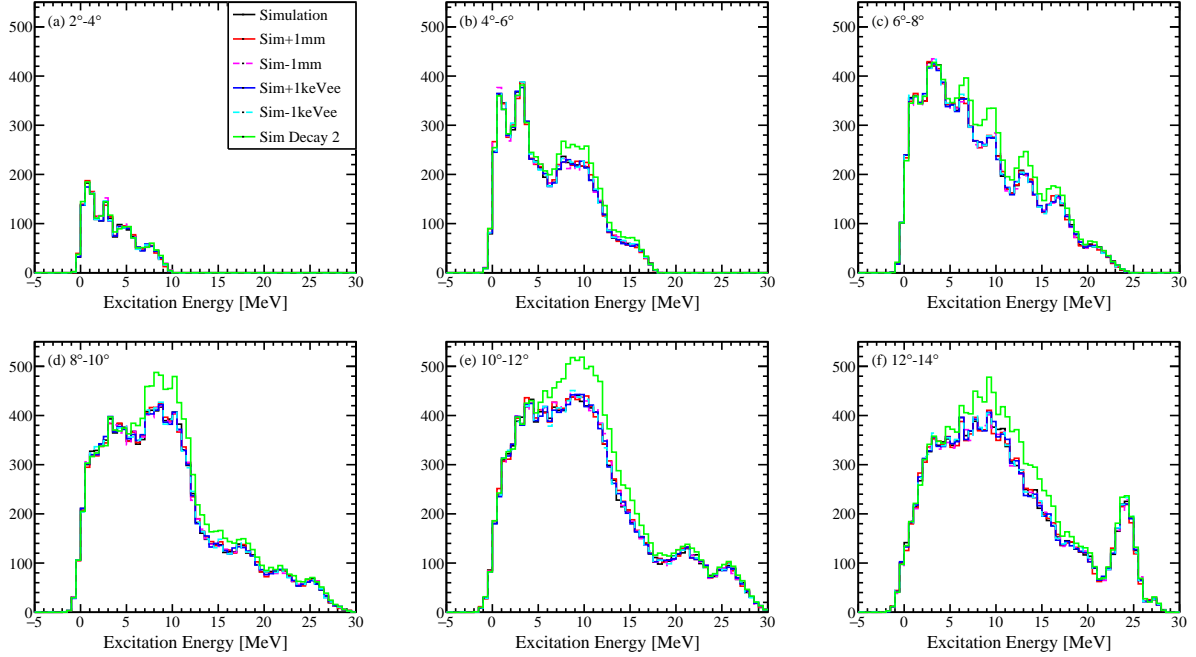 (a) 2°-4°
Simulation
Sim+1mm
Sim-1mm
Sim+1keVee
Sim-1keVee
Sim Decay 2
500
400
300
200
100
0
−5 0 5 10 15 20 25 30
Excitation Energy [MeV]
(b) 4°-6°
500
400
300
200
100
0
−5 0 5 10 15 20 25 30
Excitation Energy [MeV]
(c) 6°-8°
500
400
300
200
100
0
−5 0 5 10 15 20 25 30
Excitation Energy [MeV]
(d) 8°-10°
500
400
300
200
100
0
−5 0 5 10 15 20 25 30
Excitation Energy [MeV]
(e) 10°-12°
500
400
300
200
100
0
−5 0 5 10 15 20 25 30
Excitation Energy [MeV]
(f) 12°-14°
500
400
300
200
100
0
−5 0 5 10 15 20 25 30
Excitation Energy [MeV]